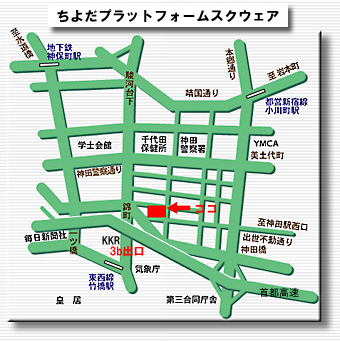 ちよだプラットフォームスクウェア
至水道橋
地下鉄
神保町駅
駿河台下
本郷通り
至岩本町
靖国通り
都営新宿線
小川町駅
学士会館
千代田
保健所
神田
警察署
YMCA
美土代町
神田警察通り
錦町
ココ
至神田駅西口
出世不動通り
神田橋
毎日新聞社
一ツ橋
KKR
3b出口
気象庁
東西線
竹橋駅
皇居
第三合同庁舎
首都高速